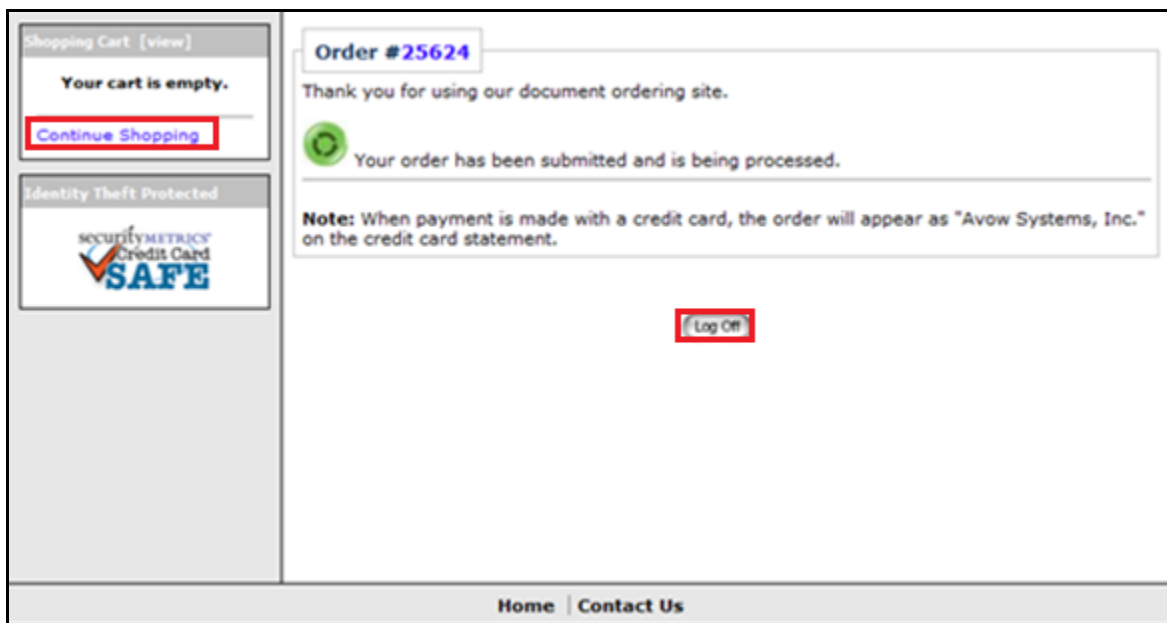 Shopping Cart [view]
Your cart is empty.
Continue Shopping
Identity Theft Protected
securityMETRICS®
Credit Card
SAFE
Order #25624
Thank you for using our document ordering site.
Your order has been submitted and is being processed.
Note: When payment is made with a credit card, the order will appear as "Avow Systems, Inc."
on the credit card statement.
Log Off
Home | Contact Us